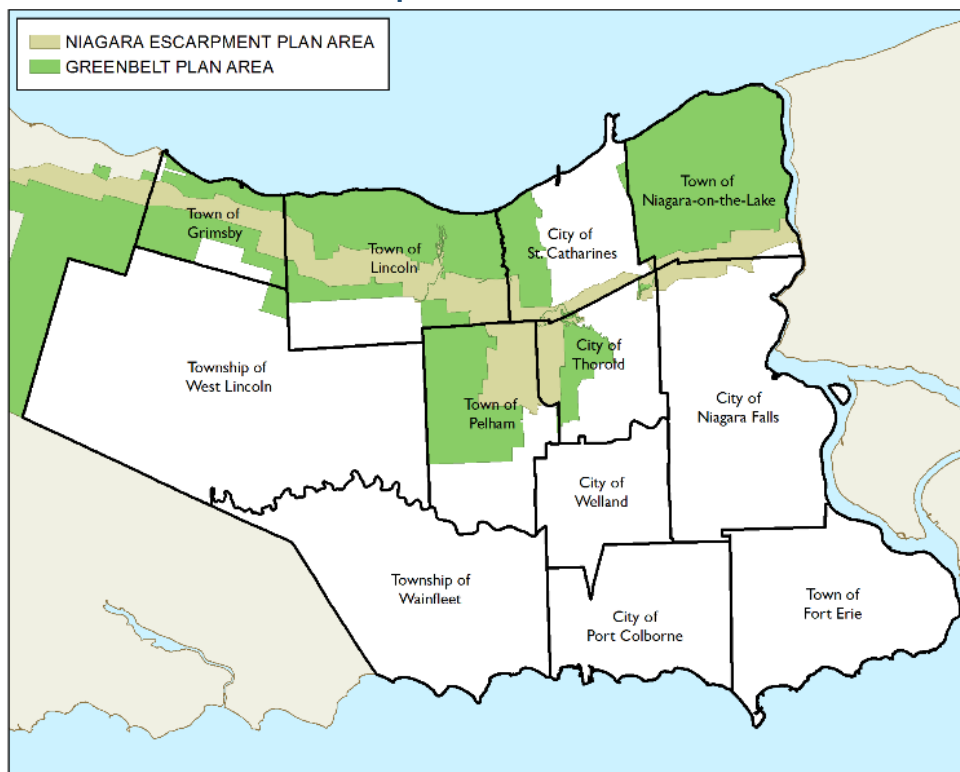 NIAGARA ESCARPMENT PLAN AREA
GREENBELT PLAN AREA
Town of
Niagara-on-the-Lake
Town of
Grimsby
City of
St. Catharines
Town of
Lincoln
City of
Thorold
Township of
West Lincoln
Town of
Pelham
City of
Niagara Falls
City of
Welland
Township of
Wainfleet
City of
Port Colborne
Town of
Fort Erie